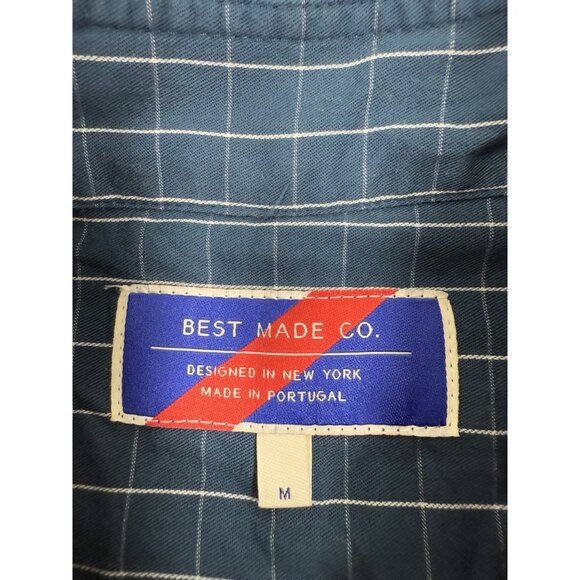 BEST MADE CO.
DESIGNED IN NEW YORK
MADE IN PORTUGAL
M